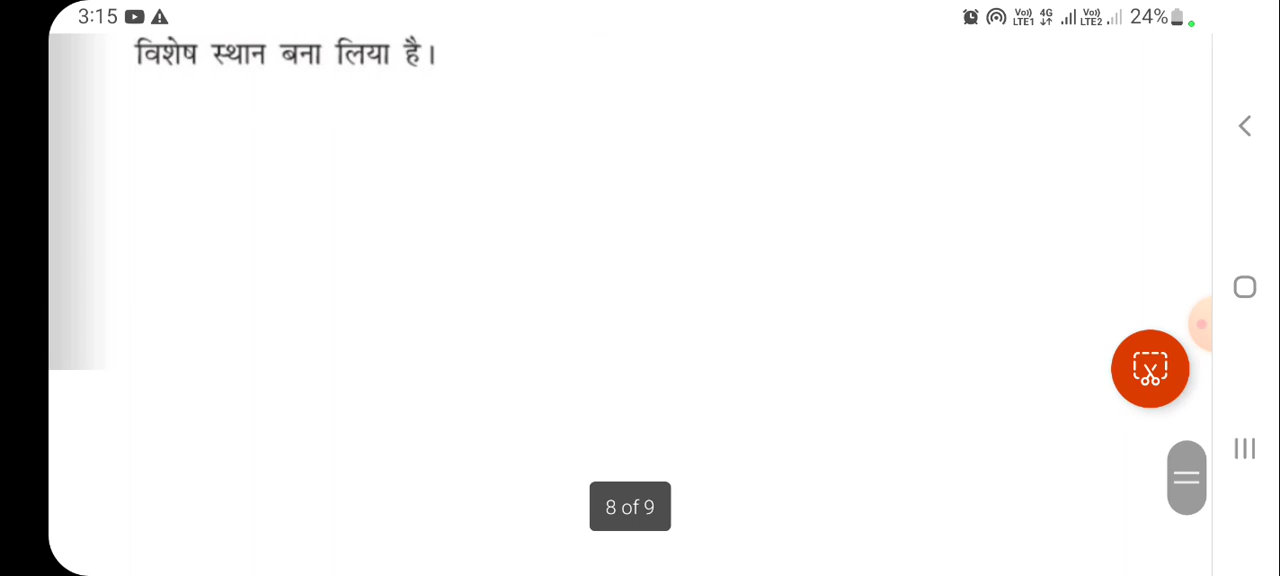 3:15 Vo)) LTE1 4G Vo)) LTE2 24%
विशेष स्थान बना लिया है।
8 of 9